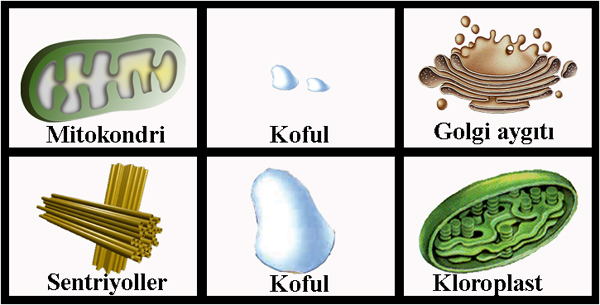 Mitokondri
Koful
Golgi aygıtı
Sentriyoller
Koful
Kloroplast